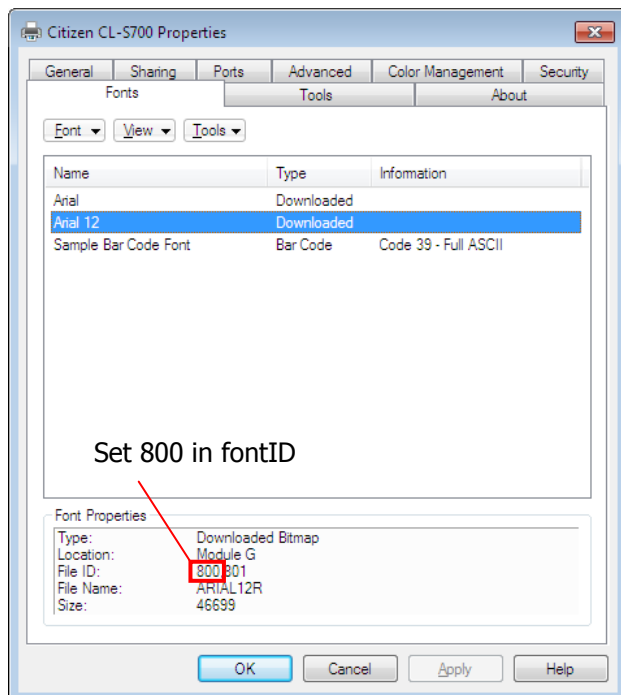 Citizen CL-S700 Properties
General Sharing Ports Advanced Color Management Security
Fonts Tools About
Font View Tools
Name Type Information
Arial Downloaded
Arial 12 Downloaded
Sample Bar Code Font Bar Code Code 39 - Full ASCII
Set 800 in fontID
Font Properties
Type: Downloaded Bitmap
Location: Module G
File ID: 800,801
File Name: ARIAL12R
Size: 46699
OK Cancel Apply Help